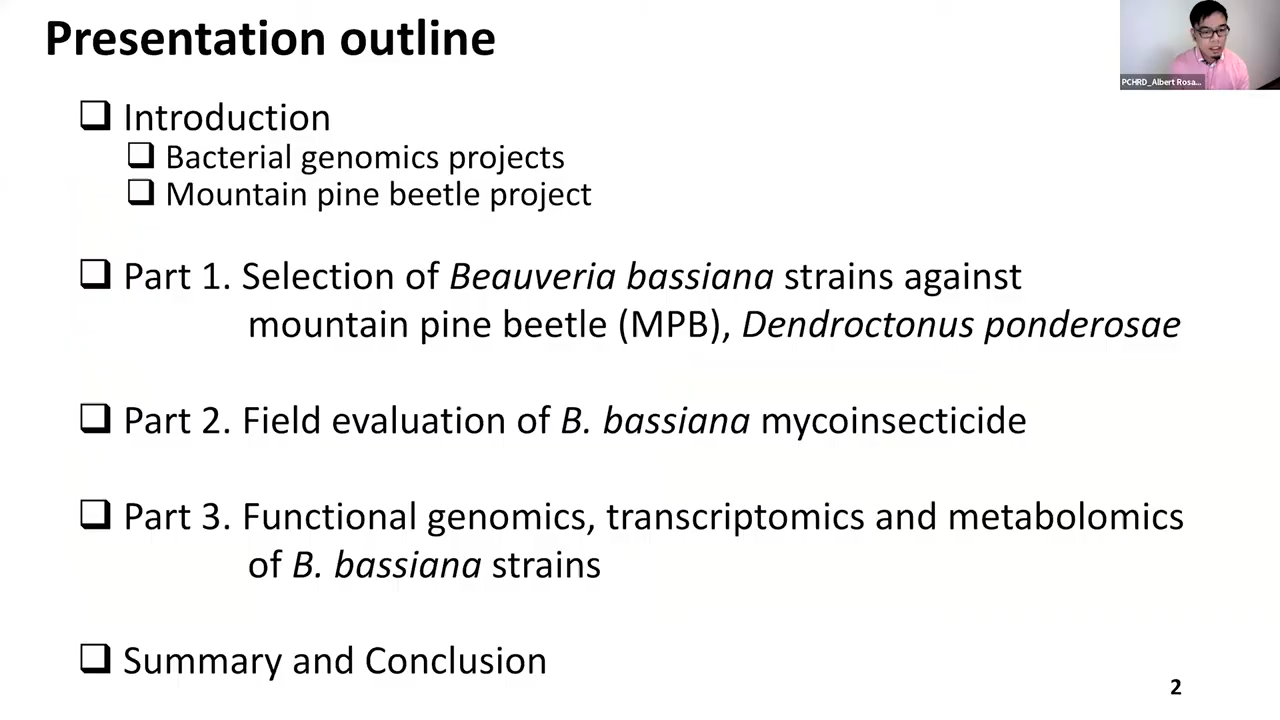 Presentation outline
PCHRD_Albert Rosa...
Introduction
Bacterial genomics projects
Mountain pine beetle project
Part 1. Selection of Beauveria bassiana strains against
mountain pine beetle (MPB), Dendroctonus ponderosae
Part 2. Field evaluation of B. bassiana mycoinsecticide
Part 3. Functional genomics, transcriptomics and metabolomics
of B. bassiana strains
Summary and Conclusion
2